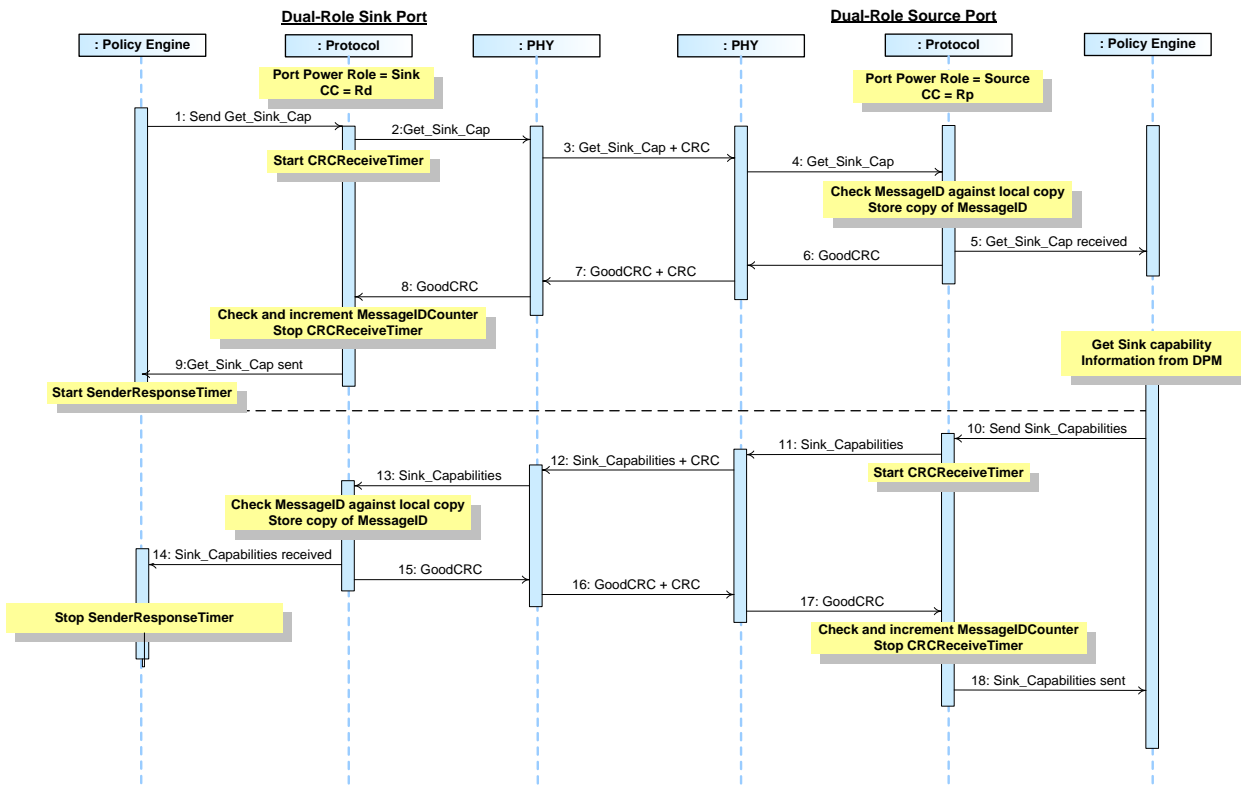 Dual-Role Sink Port
Dual-Role Source Port
: Policy Engine
: Protocol
: PHY
: PHY
: Protocol
: Policy Engine
Port Power Role = Sink
CC = Rd
Port Power Role = Source
CC = Rp
1: Send Get_Sink_Cap
2:Get_Sink_Cap
Start CRCReceiveTimer
3: Get_Sink_Cap + CRC
4: Get_Sink_Cap
Check MessageID against local copy
Store copy of MessageID
5: Get_Sink_Cap received
6: GoodCRC
7: GoodCRC + CRC
8: GoodCRC
Check and increment MessageIDCounter
Stop CRCReceiveTimer
9:Get_Sink_Cap sent
Start SenderResponseTimer
Get Sink capability
Information from DPM
10: Send Sink_Capabilities
11: Sink_Capabilities
Start CRCReceiveTimer
12: Sink_Capabilities + CRC
13: Sink_Capabilities
Check MessageID against local copy
Store copy of MessageID
14: Sink_Capabilities received
15: GoodCRC
16: GoodCRC + CRC
17: GoodCRC
Stop SenderResponseTimer
Check and increment MessageIDCounter
Stop CRCReceiveTimer
18: Sink_Capabilities sent